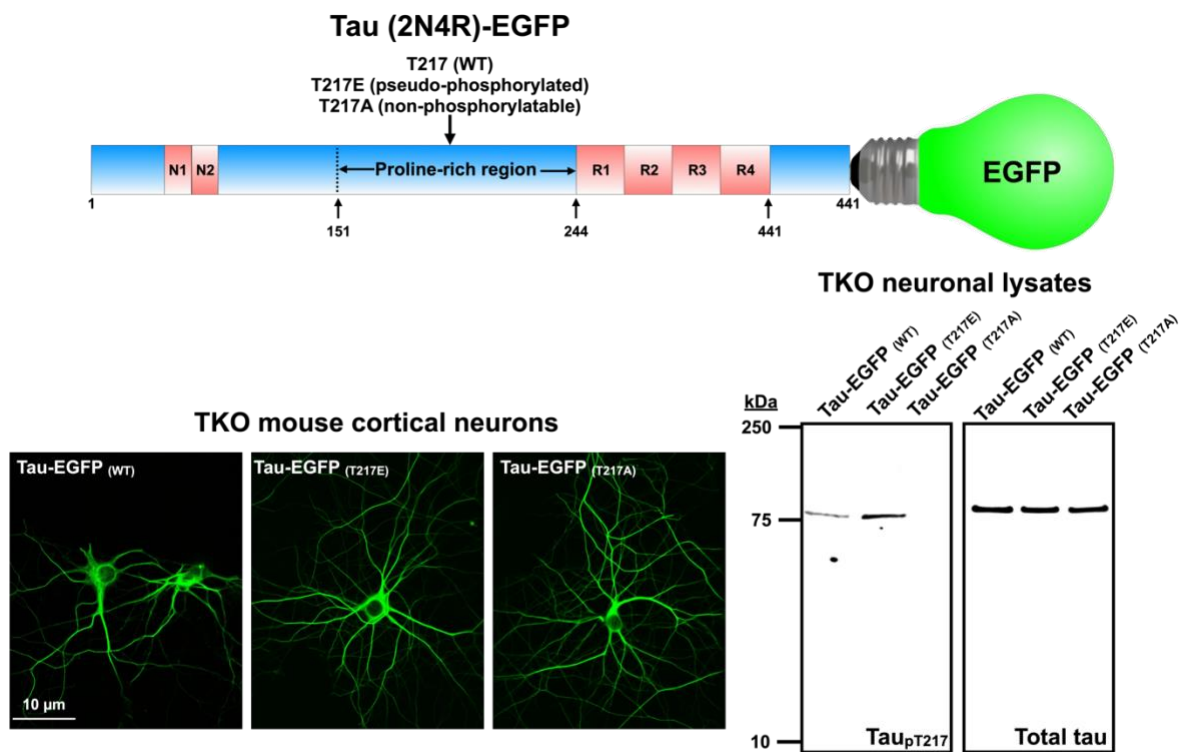 Tau (2N4R)-EGFP
T217 (WT)
T217E (pseudo-phosphorylated)
T217A (non-phosphorylatable)
N1 N2 Proline-rich region R1 R2 R3 R4 EGFP
1 441
151 244 441
TKO neuronal lysates
Tau-EGFP (WT) Tau-EGFP (T217E) Tau-EGFP (T217A) Tau-EGFP (WT) Tau-EGFP (T217E) Tau-EGFP (T217A)
kDa
250
75
10
TaupT217 Total tau
TKO mouse cortical neurons
Tau-EGFP (WT) Tau-EGFP (T217E) Tau-EGFP (T217A)
10 µm